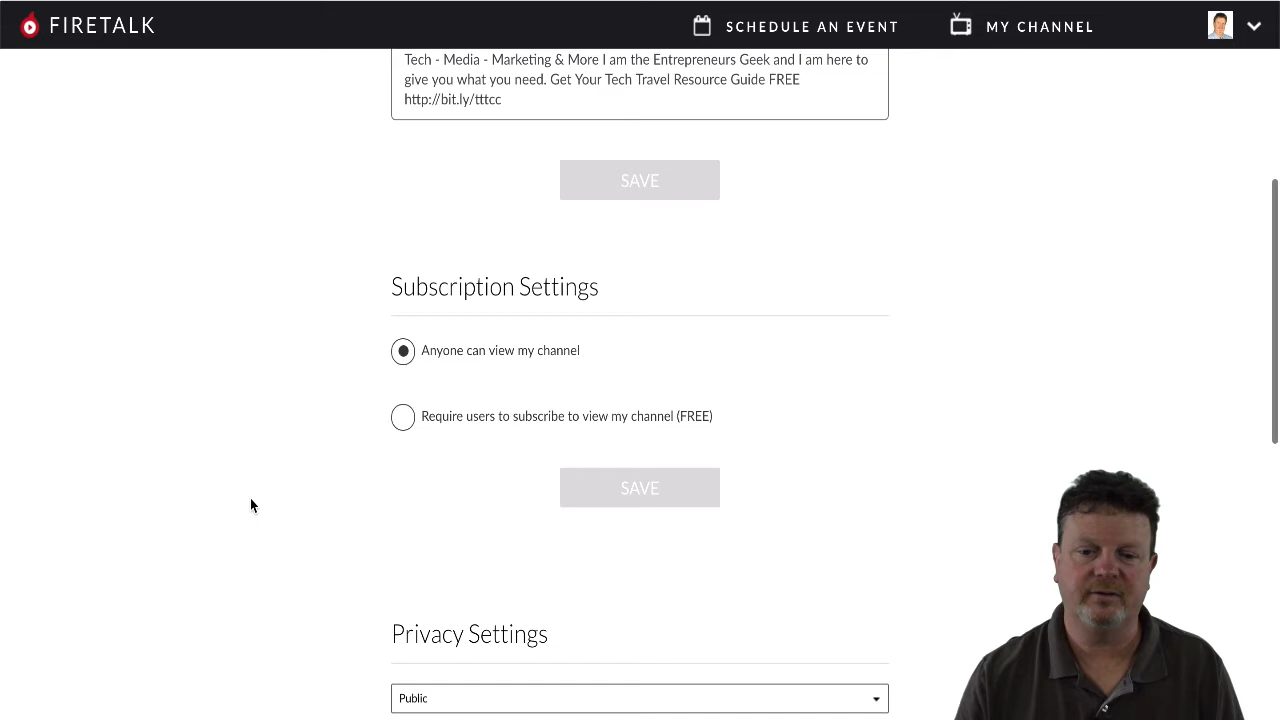 FIRETALK
SCHEDULE AN EVENT
MY CHANNEL
Tech - Media - Marketing & More I am the Entrepreneurs Geek and I am here to
give you what you need. Get Your Tech Travel Resource Guide FREE
http://bit.ly/tttcc
SAVE
Subscription Settings
Anyone can view my channel
Require users to subscribe to view my channel (FREE)
SAVE
Privacy Settings
Public